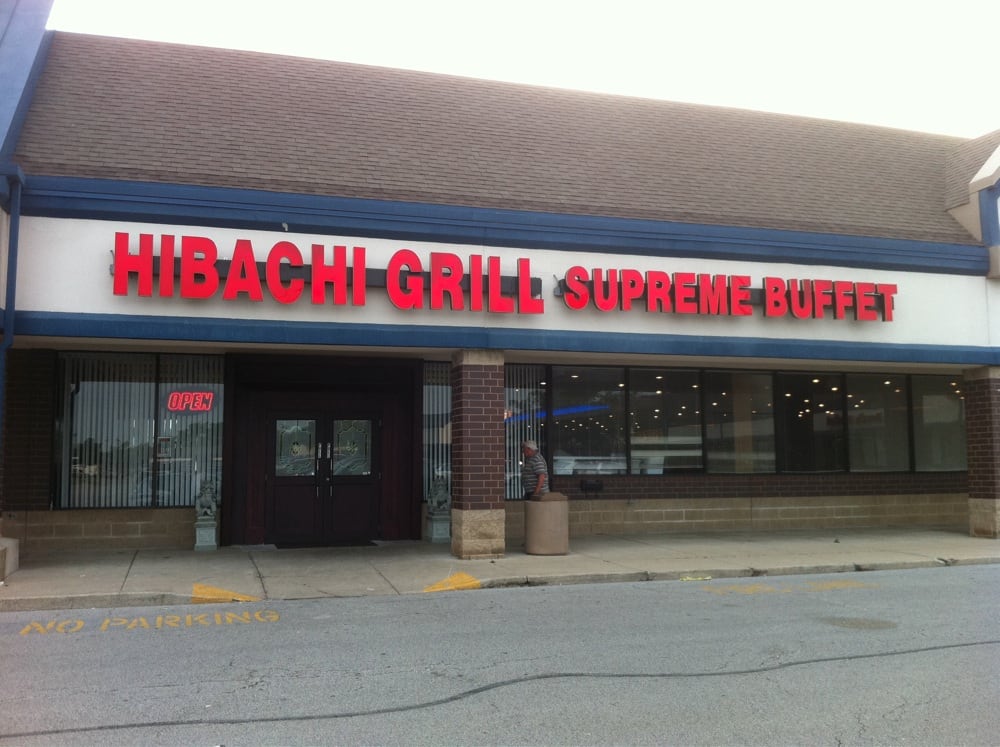 HIBACHI GRILL SUPREME BUFFET
OPEN
NO PARKING